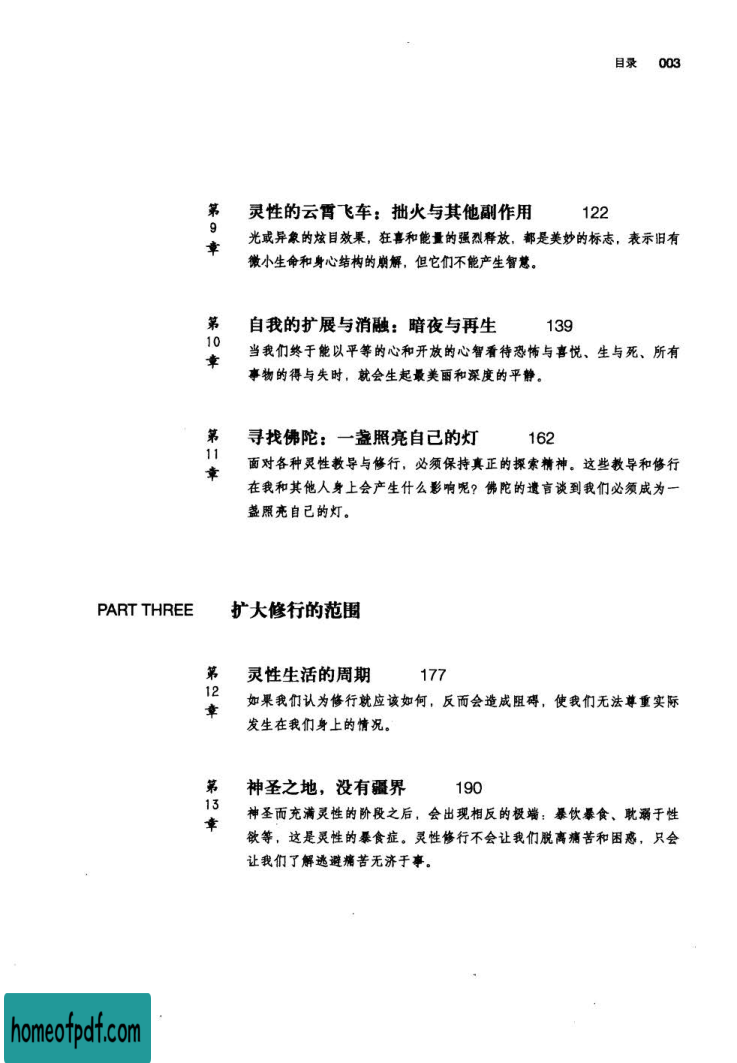 目录 003
第9章 灵性的云霄飞车：拙火与其他副作用 122
光或异象的炫目效果，狂喜和能量的强烈释放，都是美妙的标志，表示旧有
微小生命和身心结构的崩解，但它们不能产生智慧。
第10章 自我的扩展与消融：暗夜与再生 139
当我们终于能以平等的心和开放的心智看待恐怖与喜悦、生与死、所有
事物的得与失时，就会生起最美丽和深度的平静。
第11章 寻找佛陀：一盏照亮自己的灯 162
面对各种灵性教导与修行，必须保持真正的探索精神。这些教导和修行
在我和其他人身上会产生什么影响呢？佛陀的遗言谈到我们必须成为一
盏照亮自己的灯。
PART THREE 扩大修行的范围
第12章 灵性生活的周期 177
如果我们认为修行就应该如何，反而会造成阻碍，使我们无法尊重实际
发生在我们身上的情况。
第13章 神圣之地，没有疆界 190
神圣而充满灵性的阶段之后，会出现相反的极端：暴饮暴食、耽溺于性
欲等，这是灵性的暴食症。灵性修行不会让我们脱离痛苦和困惑，只会
让我们了解逃避痛苦无济于事。
homeofpdf.com